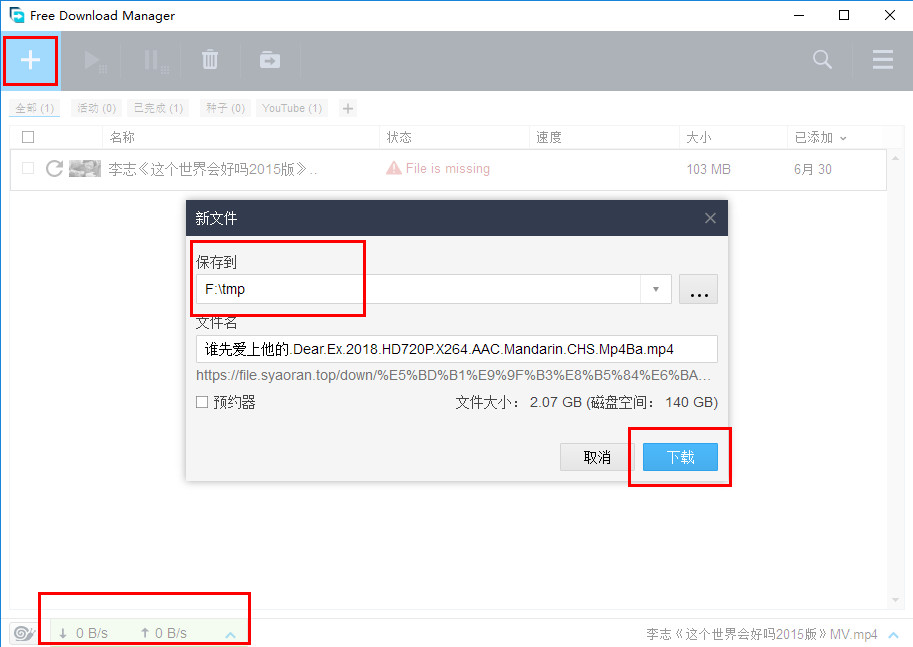 Free Download Manager
全部 (1) 活动 (0) 已完成 (1) 种子 (0) YouTube (1) +
名称 状态 速度 大小 已添加
李志《这个世界会好吗2015版》.. File is missing 103 MB 6月 30
新文件
保存到
F:\tmp ...
文件名
谁先爱上他的.Dear.Ex.2018.HD720P.X264.AAC.Mandarin.CHS.Mp4Ba.mp4
https://file.syaoran.top/down/%E5%BD%B1%E9%9F%B3%E8%B5%84%E6%BA...
预约器 文件大小： 2.07 GB (磁盘空间： 140 GB)
取消 下载
↓ 0 B/s ↑ 0 B/s 李志《这个世界会好吗2015版》MV.mp4